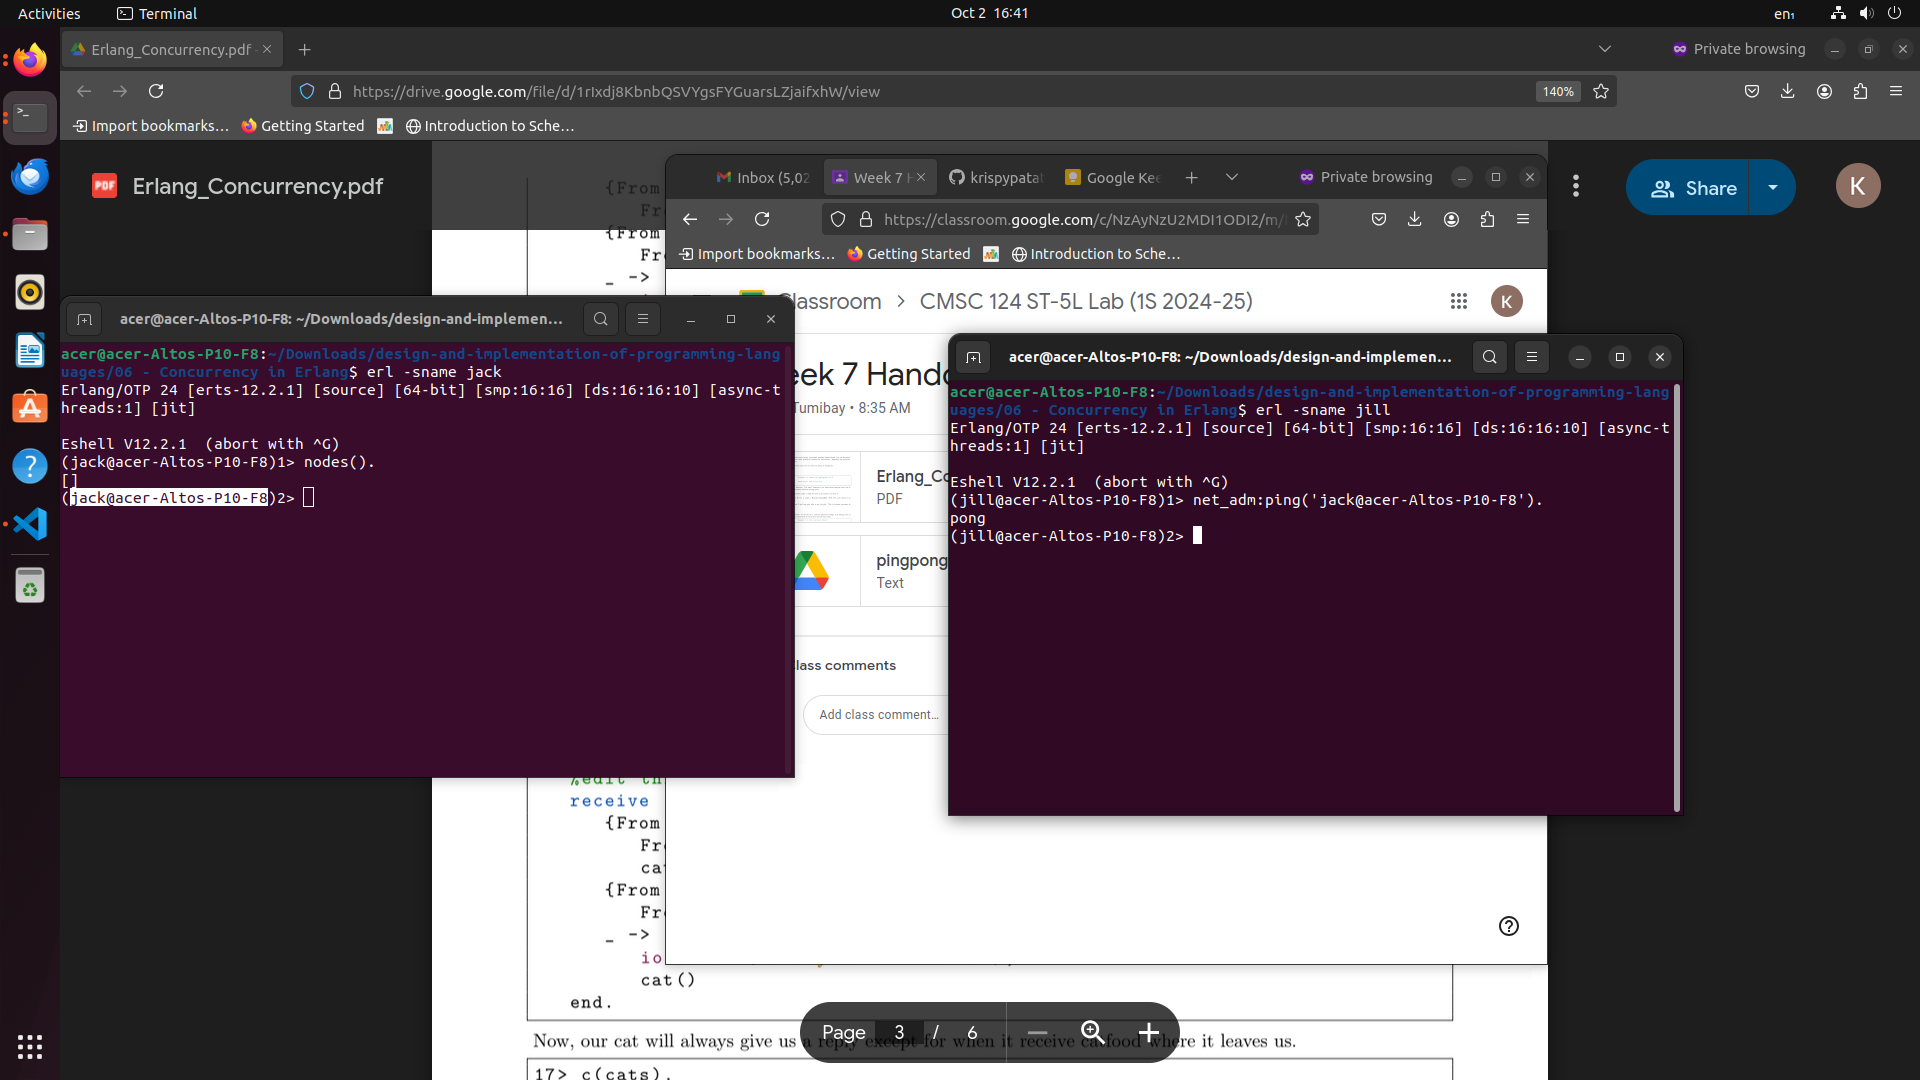 Activities
Terminal
Oct 2 16:41
en₁
Erlang_Concurrency.pdf
Private browsing
https://drive.google.com/file/d/1rIxdj8KbnbQSVYgsFYGuarsLZjaifxhW/view
140%
Import bookmarks…
Getting Started
Introduction to Sche…
PDF
Erlang_Concurrency.pdf
Share
K
{From
Fr
{From
Fr
_ ->
Inbox (5,02
Week 7 H
krispypata
Google Kee
Private browsing
https://classroom.google.com/c/NzAyNzU2MDI1ODI2/m/
Import bookmarks…
Getting Started
Introduction to Sche…
Classroom
CMSC 124 ST-5L Lab (1S 2024-25)
K
eek 7 Hando
Tumibay • 8:35 AM
Erlang_Co
PDF
pingpong
Text
lass comments
Add class comment…
acer@acer-Altos-P10-F8: ~/Downloads/design-and-implemen...
acer@acer-Altos-P10-F8:~/Downloads/design-and-implementation-of-programming-lang
uages/06 - Concurrency in Erlang$ erl -sname jack
Erlang/OTP 24 [erts-12.2.1] [source] [64-bit] [smp:16:16] [ds:16:16:10] [async-t
hreads:1] [jit]
Eshell V12.2.1  (abort with ^G)
(jack@acer-Altos-P10-F8)1> nodes().
[]
(jack@acer-Altos-P10-F8)2>
acer@acer-Altos-P10-F8: ~/Downloads/design-and-implemen...
acer@acer-Altos-P10-F8:~/Downloads/design-and-implementation-of-programming-lang
uages/06 - Concurrency in Erlang$ erl -sname jill
Erlang/OTP 24 [erts-12.2.1] [source] [64-bit] [smp:16:16] [ds:16:16:10] [async-t
hreads:1] [jit]
Eshell V12.2.1  (abort with ^G)
(jill@acer-Altos-P10-F8)1> net_adm:ping('jack@acer-Altos-P10-F8').
pong
(jill@acer-Altos-P10-F8)2>
%edit th
receive
{From
Fr
ca
{From
Fr
_ ->
io
cat()
end.
Page 3 / 6
Now, our cat will always give us a reply except for when it receive catfood where it leaves us.
17> c(cats).